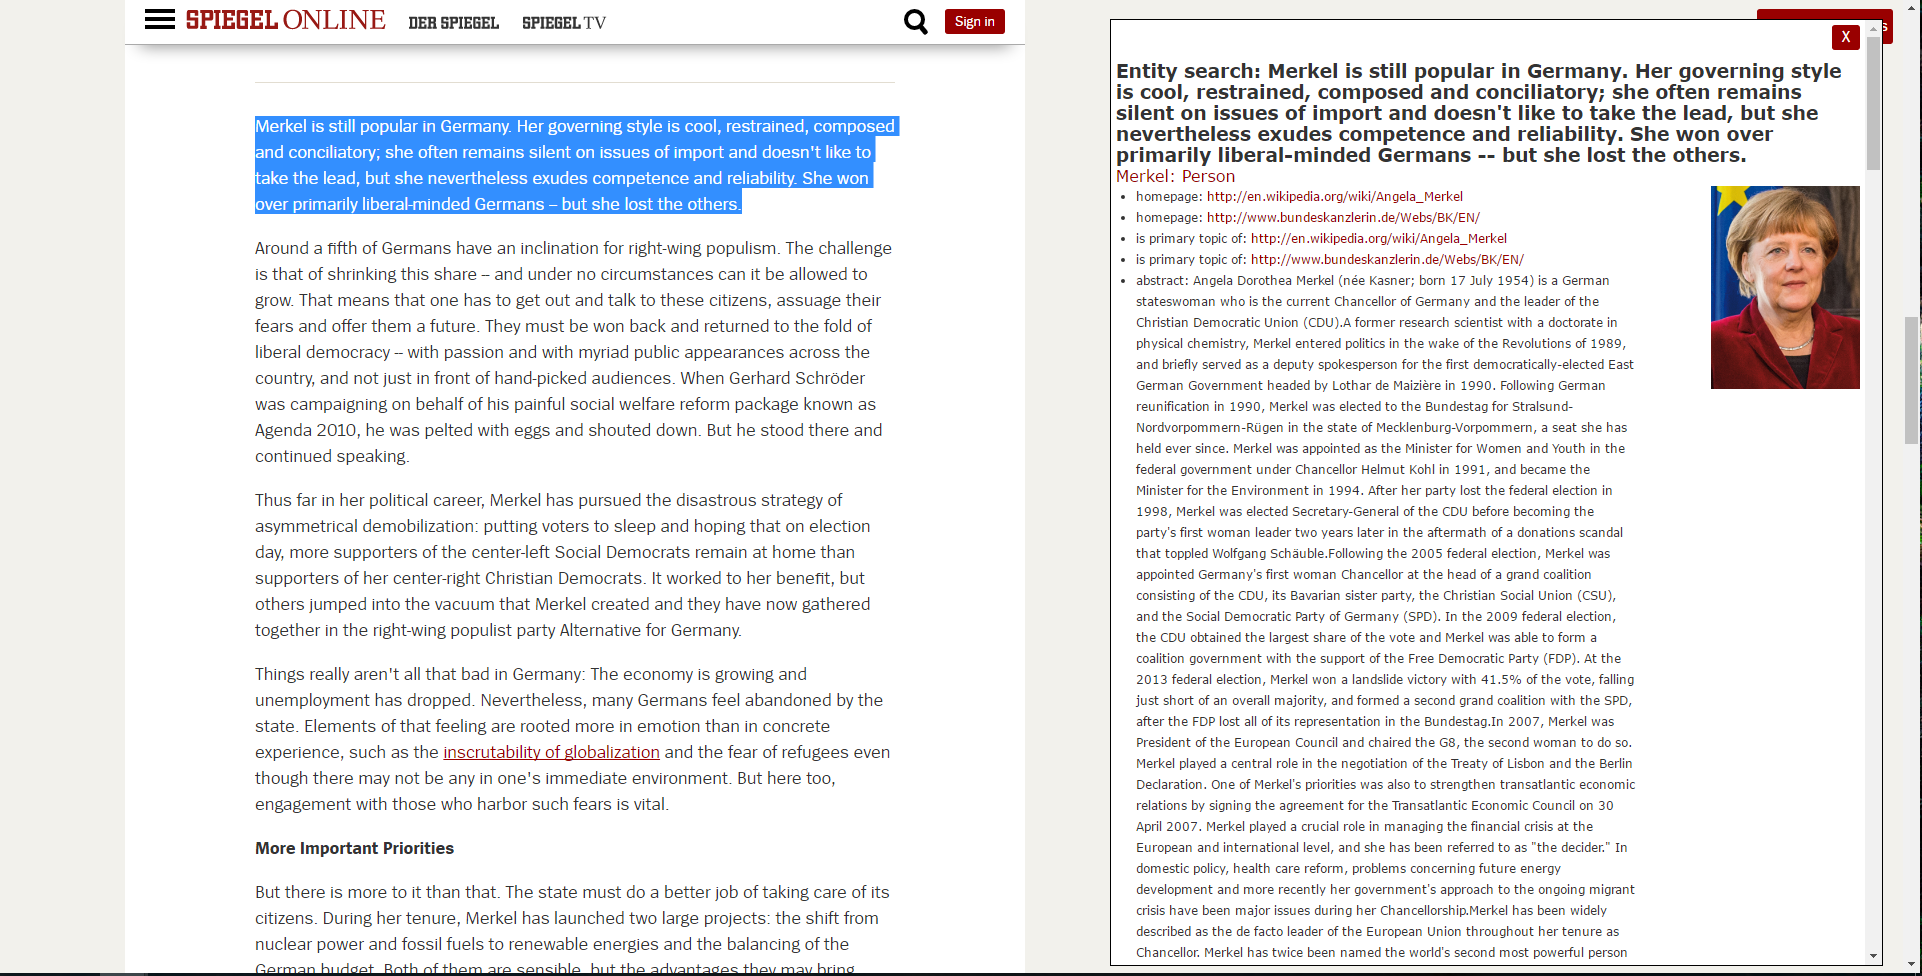 SPIEGEL ONLINE DER SPIEGEL SPIEGEL TV Sign in
Merkel is still popular in Germany. Her governing style is cool, restrained, composed
and conciliatory; she often remains silent on issues of import and doesn't like to
take the lead, but she nevertheless exudes competence and reliability. She won
over primarily liberal-minded Germans – but she lost the others.
Around a fifth of Germans have an inclination for right-wing populism. The challenge
is that of shrinking this share – and under no circumstances can it be allowed to
grow. That means that one has to get out and talk to these citizens, assuage their
fears and offer them a future. They must be won back and returned to the fold of
liberal democracy – with passion and with myriad public appearances across the
country, and not just in front of hand-picked audiences. When Gerhard Schröder
was campaigning on behalf of his painful social welfare reform package known as
Agenda 2010, he was pelted with eggs and shouted down. But he stood there and
continued speaking.
Thus far in her political career, Merkel has pursued the disastrous strategy of
asymmetrical demobilization: putting voters to sleep and hoping that on election
day, more supporters of the center-left Social Democrats remain at home than
supporters of her center-right Christian Democrats. It worked to her benefit, but
others jumped into the vacuum that Merkel created and they have now gathered
together in the right-wing populist party Alternative for Germany.
Things really aren't all that bad in Germany: The economy is growing and
unemployment has dropped. Nevertheless, many Germans feel abandoned by the
state. Elements of that feeling are rooted more in emotion than in concrete
experience, such as the inscrutability of globalization and the fear of refugees even
though there may not be any in one's immediate environment. But here too,
engagement with those who harbor such fears is vital.
More Important Priorities
But there is more to it than that. The state must do a better job of taking care of its
citizens. During her tenure, Merkel has launched two large projects: the shift from
nuclear power and fossil fuels to renewable energies and the balancing of the
German budget. Both of them are sensible, but the advantages they may bring
X
s
Entity search: Merkel is still popular in Germany. Her governing style
is cool, restrained, composed and conciliatory; she often remains
silent on issues of import and doesn't like to take the lead, but she
nevertheless exudes competence and reliability. She won over
primarily liberal-minded Germans -- but she lost the others.
Merkel: Person
• homepage: http://en.wikipedia.org/wiki/Angela_Merkel
• homepage: http://www.bundeskanzlerin.de/Webs/BK/EN/
• is primary topic of: http://en.wikipedia.org/wiki/Angela_Merkel
• is primary topic of: http://www.bundeskanzlerin.de/Webs/BK/EN/
• abstract: Angela Dorothea Merkel (née Kasner; born 17 July 1954) is a German
stateswoman who is the current Chancellor of Germany and the leader of the
Christian Democratic Union (CDU).A former research scientist with a doctorate in
physical chemistry, Merkel entered politics in the wake of the Revolutions of 1989,
and briefly served as a deputy spokesperson for the first democratically-elected East
German Government headed by Lothar de Maizière in 1990. Following German
reunification in 1990, Merkel was elected to the Bundestag for Stralsund-
Nordvorpommern-Rügen in the state of Mecklenburg-Vorpommern, a seat she has
held ever since. Merkel was appointed as the Minister for Women and Youth in the
federal government under Chancellor Helmut Kohl in 1991, and became the
Minister for the Environment in 1994. After her party lost the federal election in
1998, Merkel was elected Secretary-General of the CDU before becoming the
party's first woman leader two years later in the aftermath of a donations scandal
that toppled Wolfgang Schäuble.Following the 2005 federal election, Merkel was
appointed Germany's first woman Chancellor at the head of a grand coalition
consisting of the CDU, its Bavarian sister party, the Christian Social Union (CSU),
and the Social Democratic Party of Germany (SPD). In the 2009 federal election,
the CDU obtained the largest share of the vote and Merkel was able to form a
coalition government with the support of the Free Democratic Party (FDP). At the
2013 federal election, Merkel won a landslide victory with 41.5% of the vote, falling
just short of an overall majority, and formed a second grand coalition with the SPD,
after the FDP lost all of its representation in the Bundestag.In 2007, Merkel was
President of the European Council and chaired the G8, the second woman to do so.
Merkel played a central role in the negotiation of the Treaty of Lisbon and the Berlin
Declaration. One of Merkel's priorities was also to strengthen transatlantic economic
relations by signing the agreement for the Transatlantic Economic Council on 30
April 2007. Merkel played a crucial role in managing the financial crisis at the
European and international level, and she has been referred to as "the decider." In
domestic policy, health care reform, problems concerning future energy
development and more recently her government's approach to the ongoing migrant
crisis have been major issues during her Chancellorship.Merkel has been widely
described as the de facto leader of the European Union throughout her tenure as
Chancellor. Merkel has twice been named the world's second most powerful person